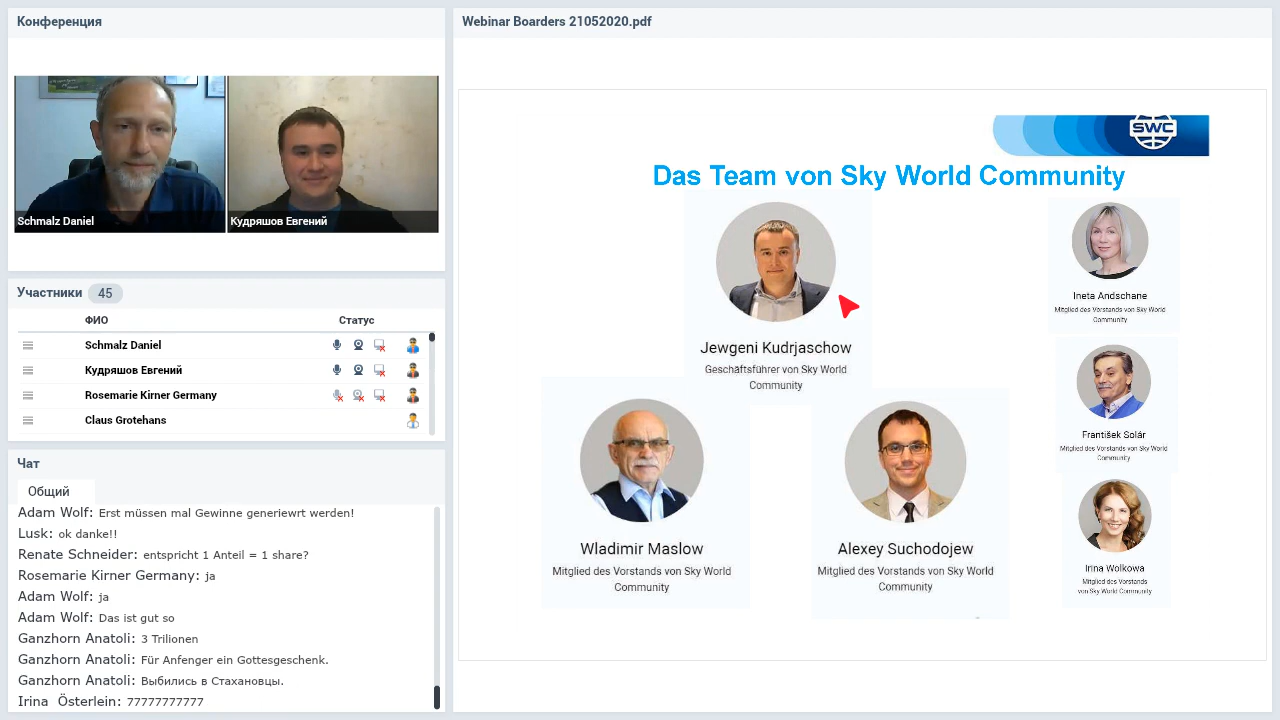 Конференция
Schmalz Daniel
Кудряшов Евгений
Участники 45
ФИО Статус
Schmalz Daniel
Кудряшов Евгений
Rosemarie Kirner Germany
Claus Grotehans
Чат
Общий
Adam Wolf: Erst müssen mal Gewinne generiewrt werden!
Lusk: ok danke!!
Renate Schneider: entspricht 1 Anteil = 1 share?
Rosemarie Kirner Germany: ja
Adam Wolf: ja
Adam Wolf: Das ist gut so
Ganzhorn Anatoli: 3 Trilionen
Ganzhorn Anatoli: Für Anfenger ein Gottesgeschenk.
Ganzhorn Anatoli: Выбились в Стахановцы.
Irina Österlein: 77777777777
Webinar Boarders 21052020.pdf
SWC
Das Team von Sky World Community
Jewgeni Kudrjaschow
Geschäftsführer von Sky World
Community
Wladimir Maslow
Mitglied des Vorstands von Sky World
Community
Alexey Suchodojew
Mitglied des Vorstands von Sky World
Community
Ineta Andschane
Mitglied des Vorstands von Sky World
Community
František Solár
Mitglied des Vorstands von Sky World
Community
Irina Wolkowa
Mitglied des Vorstands
von Sky World Community